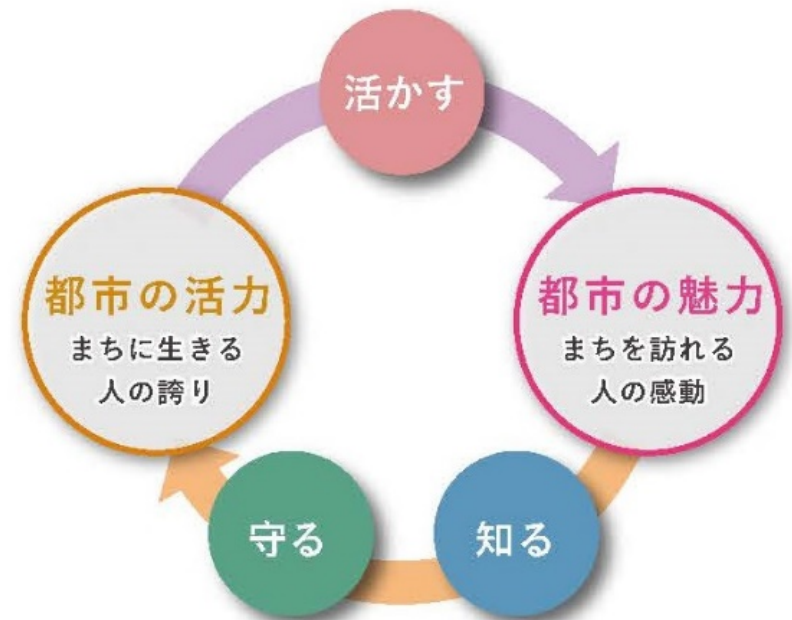 活かす
都市の活力
まちに生きる
人の誇り
都市の魅力
まちを訪れる
人の感動
守る
知る